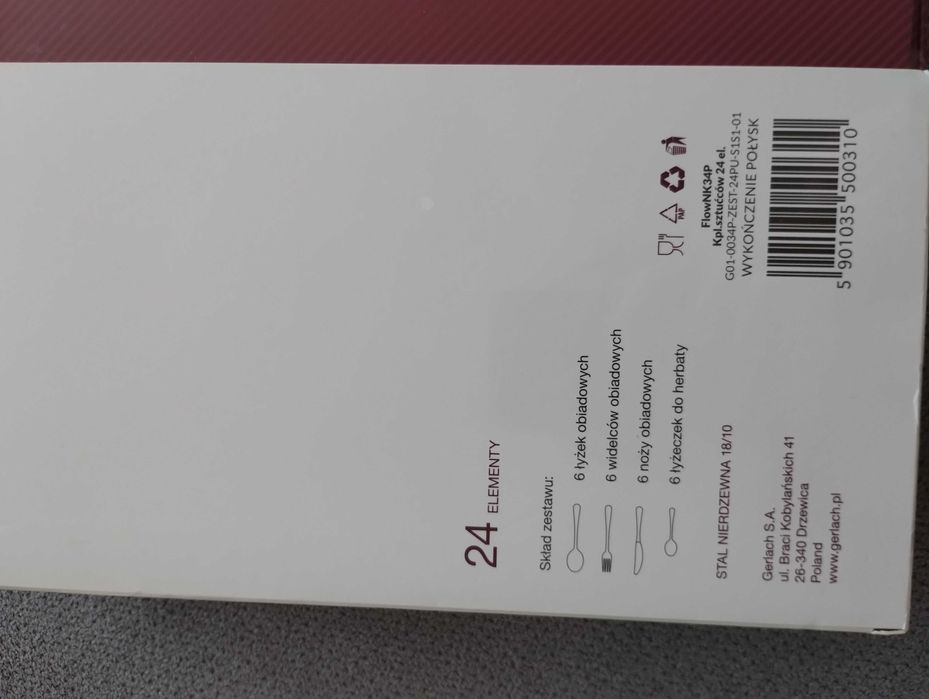 24 ELEMENTY
Skład zestawu:
6 łyżek obiadowych
6 widelców obiadowych
6 noży obiadowych
6 łyżeczek do herbaty
STAL NIERDZEWNA 18/10
Gerlach S.A.
ul. Braci Kobylańskich 41
26-340 Drzewica
Poland
www.gerlach.pl
PAP
FlowNK34P
Kpl.sztućców 24 el.
G01-0034P-ZEST-24PU-S1S1-01
WYKOŃCZENIE POŁYSK
5 901035 500310